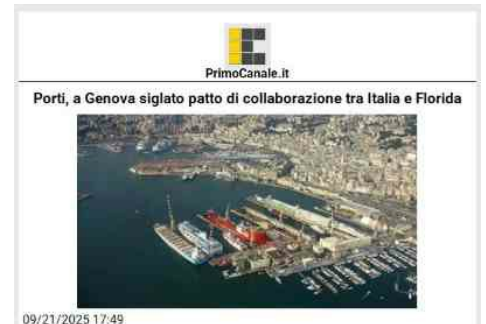 PrimoCanale.it
Porti, a Genova siglato patto di collaborazione tra Italia e Florida
09/21/2025 17:49